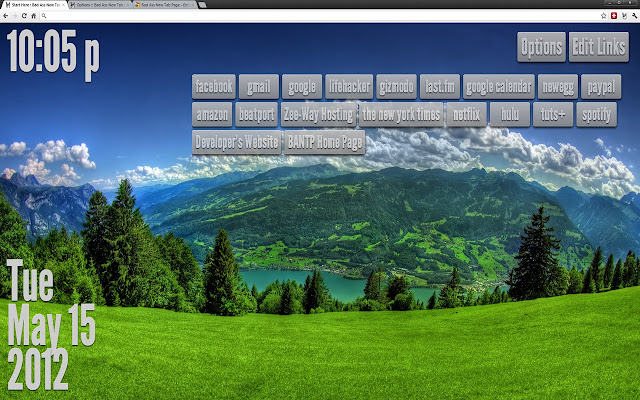 Start Here : Bad Ass New Tab
Options : Bad Ass New Tab
Bad Ass New Tab Page - 
10:05 p
Options Edit Links
facebook gmail google lifehacker gizmodo last.fm google calendar newegg paypal
amazon beatport Zee-Way Hosting the new york times netflix hulu tuts+ spotify
Developer's Website BANTP Home Page
Tue
May 15
2012